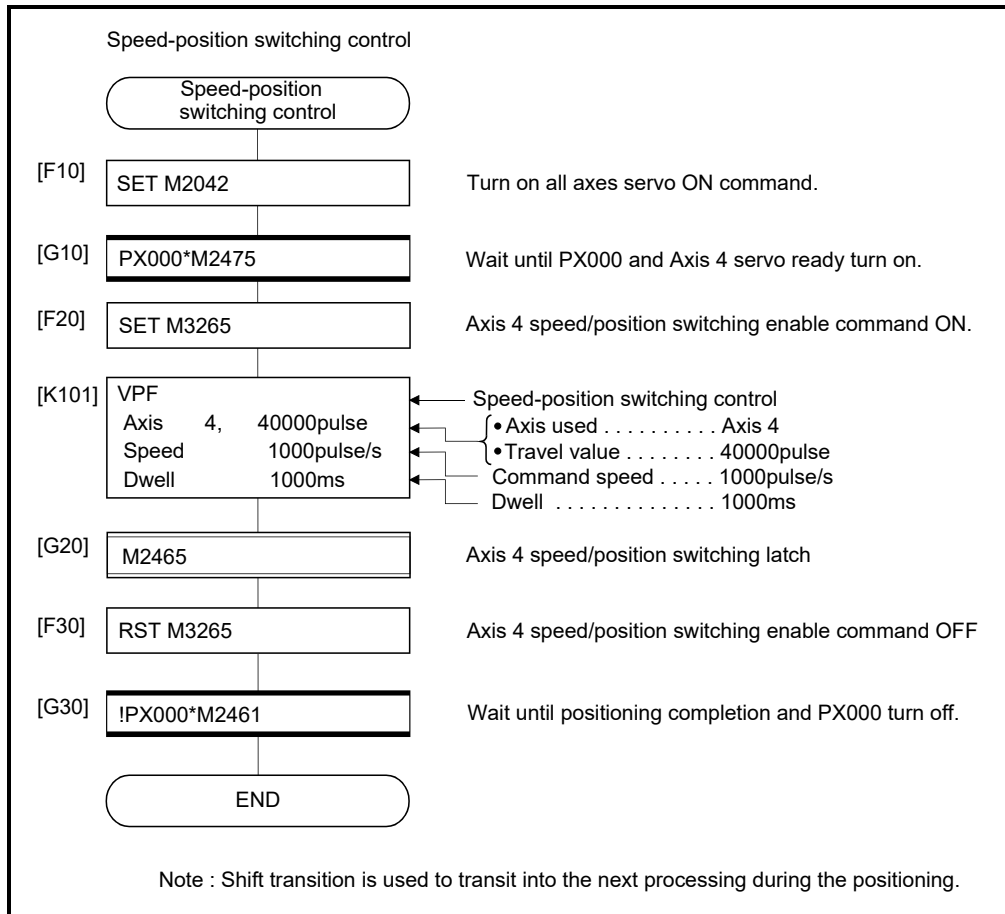 Speed-position switching control
Speed-position
switching control
[F10]
SET M2042
Turn on all axes servo ON command.
[G10]
PX000*M2475
Wait until PX000 and Axis 4 servo ready turn on.
[F20]
SET M3265
Axis 4 speed/position switching enable command ON.
[K101]
VPF
Axis 4, 40000pulse
Speed 1000pulse/s
Dwell 1000ms
Speed-position switching control
•Axis used . . . . . . . . . . Axis 4
•Travel value . . . . . . . . 40000pulse
Command speed . . . . . 1000pulse/s
Dwell . . . . . . . . . . . . . . 1000ms
[G20]
M2465
Axis 4 speed/position switching latch
[F30]
RST M3265
Axis 4 speed/position switching enable command OFF
[G30]
!PX000*M2461
Wait until positioning completion and PX000 turn off.
END
Note : Shift transition is used to transit into the next processing during the positioning.